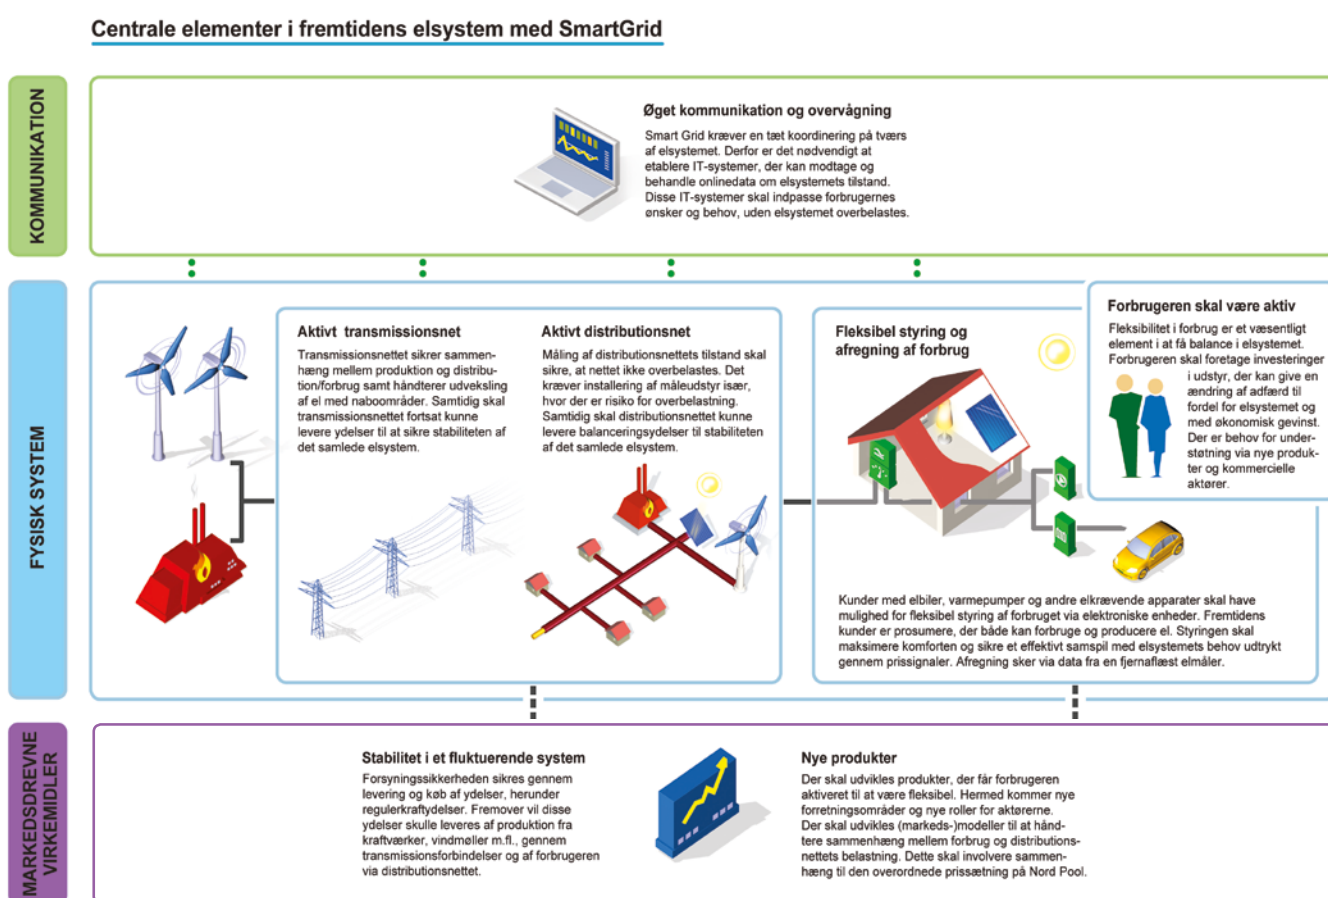 Centrale elementer i fremtidens elsystem med SmartGrid
KOMMUNIKATION
Øget kommunikation og overvågning
Smart Grid kræver en tæt koordinering på tværs
af elsystemet. Derfor er det nødvendigt at
etablere IT-systemer, der kan modtage og
behandle onlinedata om elsystemets tilstand.
Disse IT-systemer skal indpasse forbrugernes
ønsker og behov, uden elsystemet overbelastes.
FYSISK SYSTEM
Aktivt transmissionsnet
Transmissionsnettet sikrer sammen-
hæng mellem produktion og distribu-
tion/forbrug samt håndterer udveksling
af el med naboområder. Samtidig skal
transmissionsnettet fortsat kunne
levere ydelser til at sikre stabiliteten af
det samlede elsystem.
Aktivt distributionsnet
Måling af distributionsnettets tilstand skal
sikre, at nettet ikke overbelastes. Det
kræver installering af måleudstyr især,
hvor der er risiko for overbelastning.
Samtidig skal distributionsnettet kunne
levere balanceringsydelser til stabiliteten
af det samlede elsystem.
Fleksibel styring og
afregning af forbrug
Forbrugeren skal være aktiv
Fleksibilitet i forbrug er et væsentligt
element i at få balance i elsystemet.
Forbrugeren skal foretage investeringer
i udstyr, der kan give en
ændring af adfærd til
fordel for elsystemet og
med økonomisk gevinst.
Der er behov for under-
støtning via nye produk-
ter og kommercielle
aktører.
Kunder med elbiler, varmepumper og andre elkrævende apparater skal have
mulighed for fleksibel styring af forbruget via elektroniske enheder. Fremtidens
kunder er prosumere, der både kan forbruge og producere el. Styringen skal
maksimere komforten og sikre et effektivt samspil med elsystemets behov udtrykt
gennem prissignaler. Afregning sker via data fra en fjernaflæst elmåler.
MARKEDSDREVNE
VIRKEMIDLER
Stabilitet i et fluktuerende system
Forsyningssikkerheden sikres gennem
levering og køb af ydelser, herunder
regulerkraftydelser. Fremover vil disse
ydelser skulle leveres af produktion fra
kraftværker, vindmøller m.fl., gennem
transmissionsforbindelser og af forbrugeren
via distributionsnettet.
Nye produkter
Der skal udvikles produkter, der får forbrugeren
aktiveret til at være fleksibel. Hermed kommer nye
forretningsområder og nye roller for aktørerne.
Der skal udvikles (markeds-)modeller til at hånd-
tere sammenhæng mellem forbrug og distributions-
nettets belastning. Dette skal involvere sammen-
hæng til den overordnede prissætning på Nord Pool.